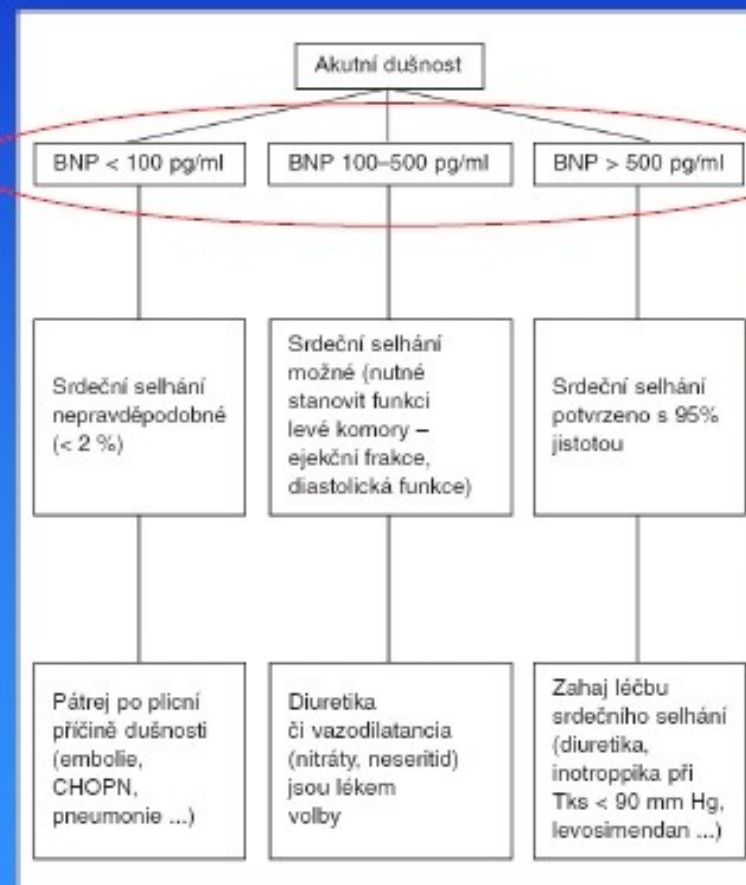 Akutní dušnost
BNP < 100 pg/ml
BNP 100–500 pg/ml
BNP > 500 pg/ml
Srdeční selhání
nepravděpodobné
(< 2 %)
Srdeční selhání
možné (nutné
stanovit funkci
levé komory –
ejekční frakce,
diastolická funkce)
Srdeční selhání
potvrzeno s 95%
jistotou
Pátrej po plicní
příčině dušnosti
(embolie,
CHOPN,
pneumonie ...)
Diuretika
či vazodilatancia
(nitráty, neseritid)
jsou lékem
volby
Zahaj léčbu
srdečního selhání
(diuretika,
inotroppika při
Tks < 90 mm Hg,
levosimendan ...)